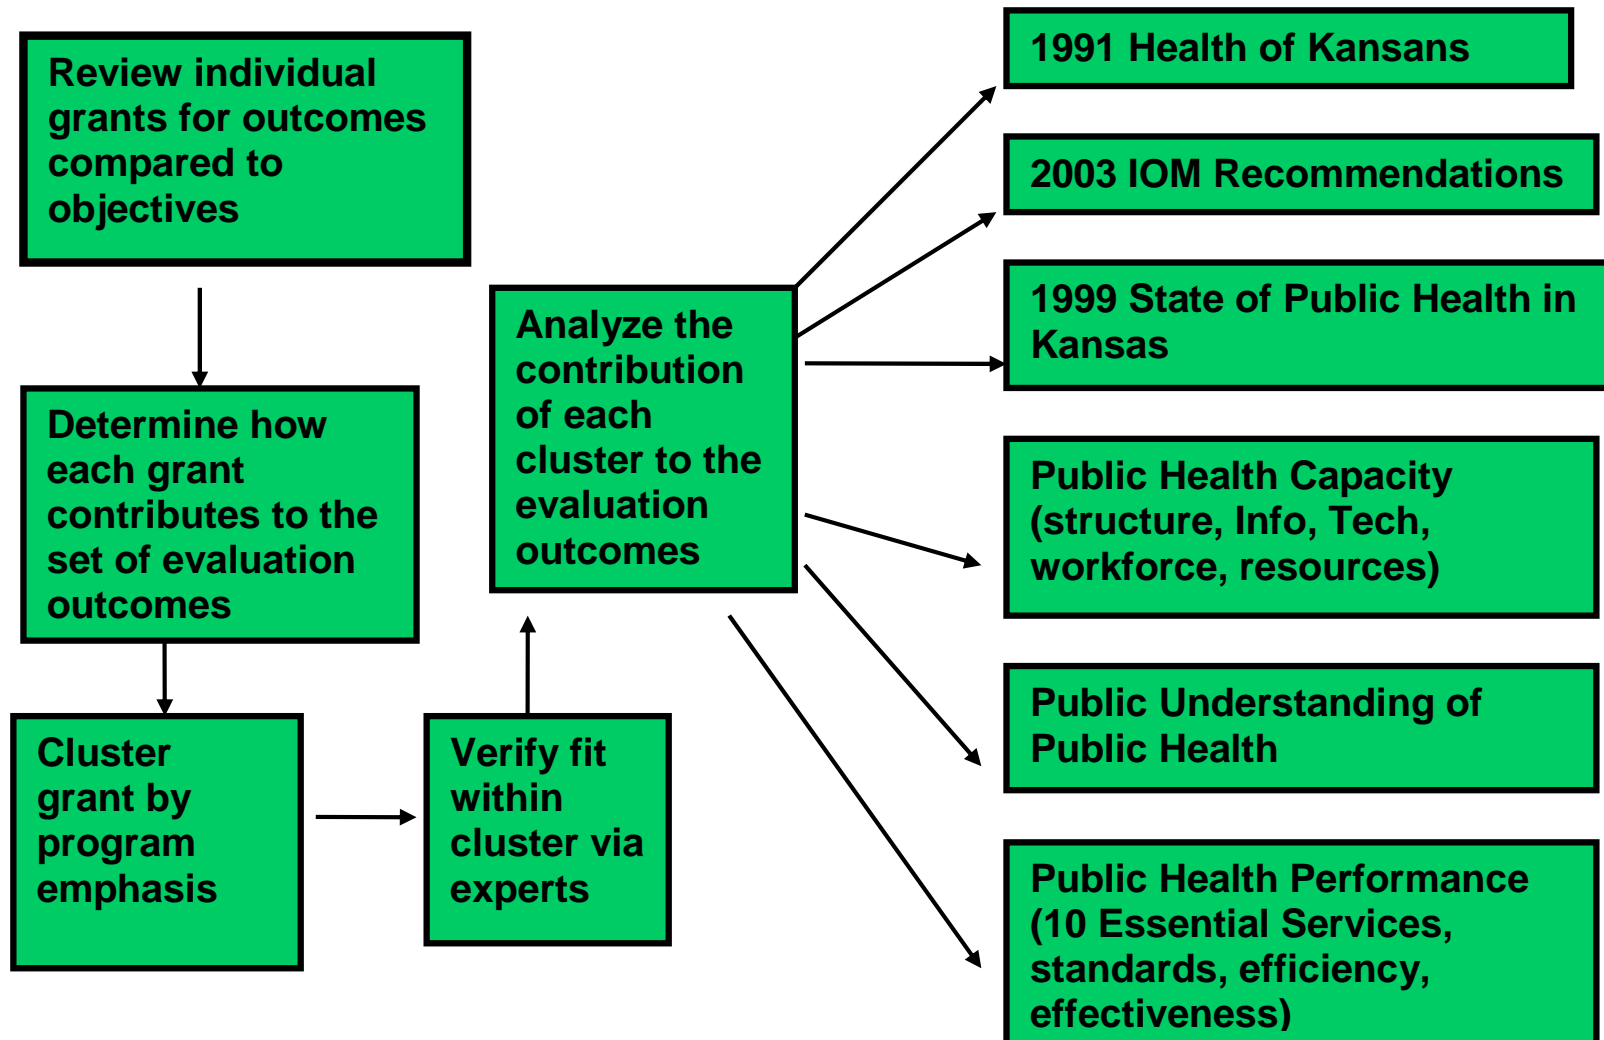 Review individual
grants for outcomes
compared to
objectives
Determine how
each grant
contributes to the
set of evaluation
outcomes
Cluster
grant by
program
emphasis
Verify fit
within
cluster via
experts
Analyze the
contribution
of each
cluster to the
evaluation
outcomes
1991 Health of Kansans
2003 IOM Recommendations
1999 State of Public Health in
Kansas
Public Health Capacity
(structure, Info, Tech,
workforce, resources)
Public Understanding of
Public Health
Public Health Performance
(10 Essential Services,
standards, efficiency,
effectiveness)